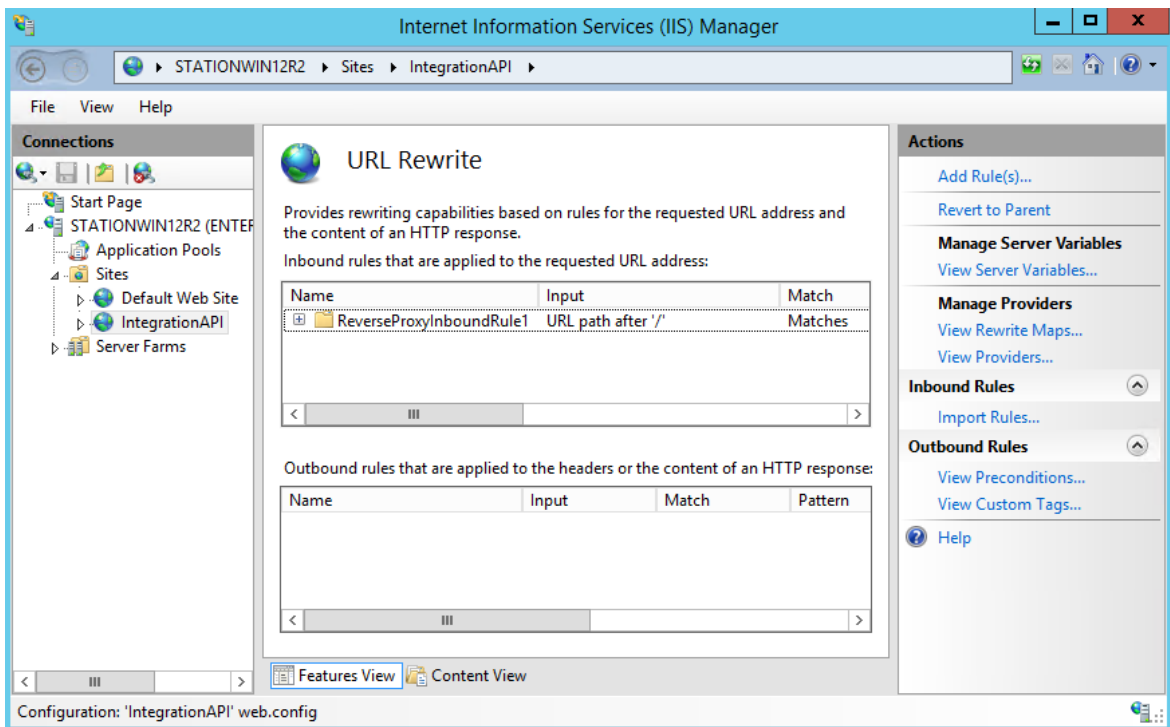 Internet Information Services (IIS) Manager
STATIONWIN12R2 Sites IntegrationAPI
File View Help
Connections
Start Page
STATIONWIN12R2 (ENTER
Application Pools
Sites
Default Web Site
IntegrationAPI
Server Farms
URL Rewrite
Provides rewriting capabilities based on rules for the requested URL address and
the content of an HTTP response.
Inbound rules that are applied to the requested URL address:
Name Input Match
ReverseProxyInboundRule1 URL path after '/' Matches
Outbound rules that are applied to the headers or the content of an HTTP response:
Name Input Match Pattern
Features View Content View
Actions
Add Rule(s)...
Revert to Parent
Manage Server Variables
View Server Variables...
Manage Providers
View Rewrite Maps...
View Providers...
Inbound Rules
Import Rules...
Outbound Rules
View Preconditions...
View Custom Tags...
Help
Configuration: 'IntegrationAPI' web.config